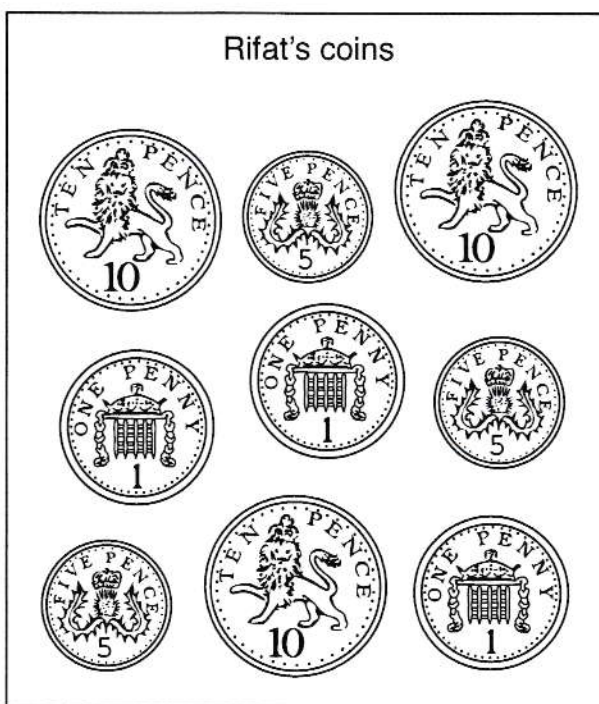 Rifat's coins
TEN PENCE
10
FIVE PENCE
5
TEN PENCE
10
ONE PENNY
1
ONE PENNY
1
FIVE PENCE
5
FIVE PENCE
5
TEN PENCE
10
ONE PENNY
1